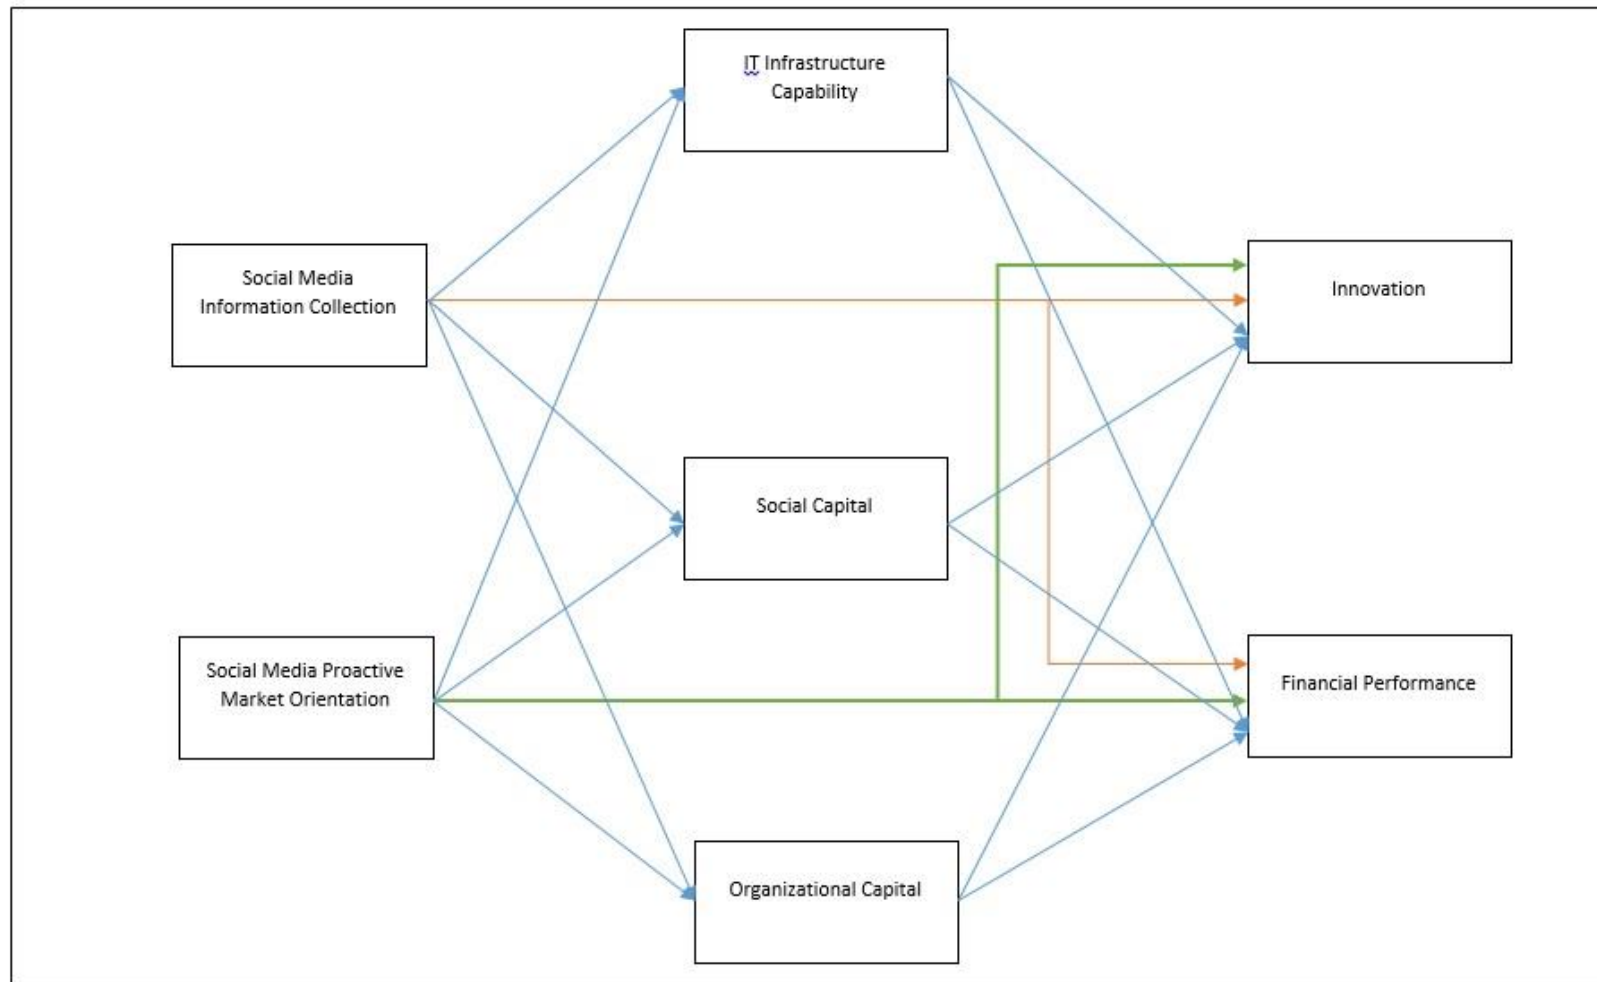 IT Infrastructure
Capability
Social Media
Information Collection
Innovation
Social Capital
Social Media Proactive
Market Orientation
Financial Performance
Organizational Capital